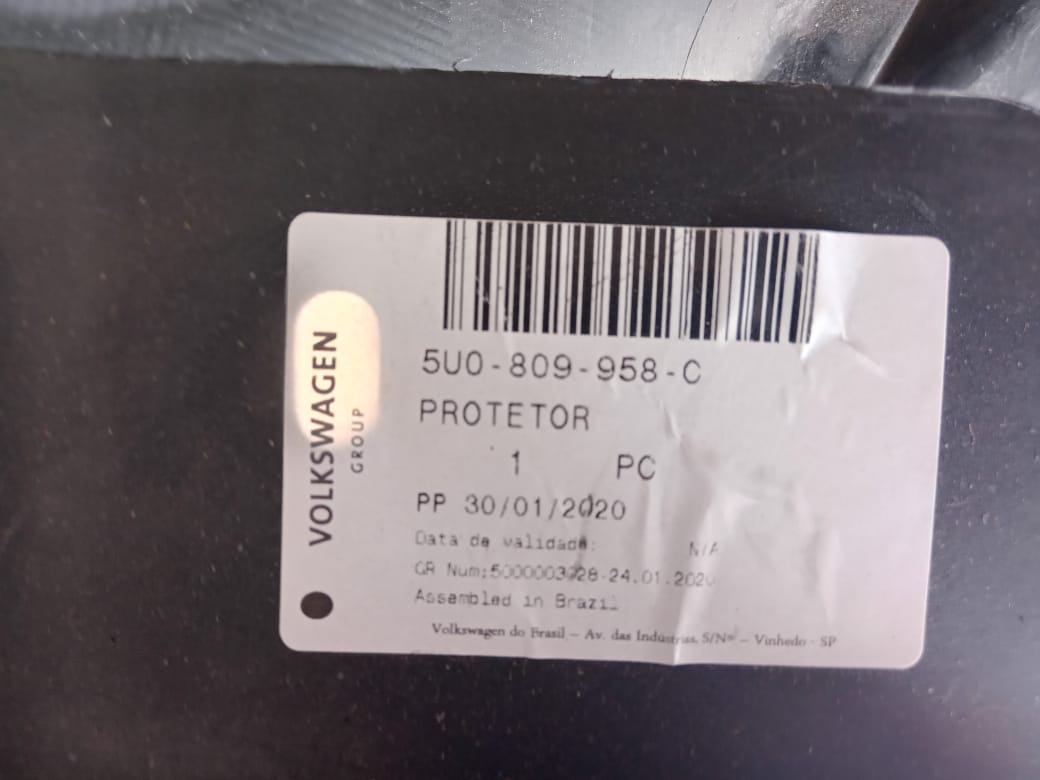 VOLKSWAGEN
GROUP
5U0-809-958-C
PROTETOR
1 PC
PP 30/01/2020
Data de validade: N/A
GR Num:5000003928-24.01.2020
Assembled in Brazil
Volkswagen do Brasil – Av. das Indústrias, S/Nº – Vinhedo - SP